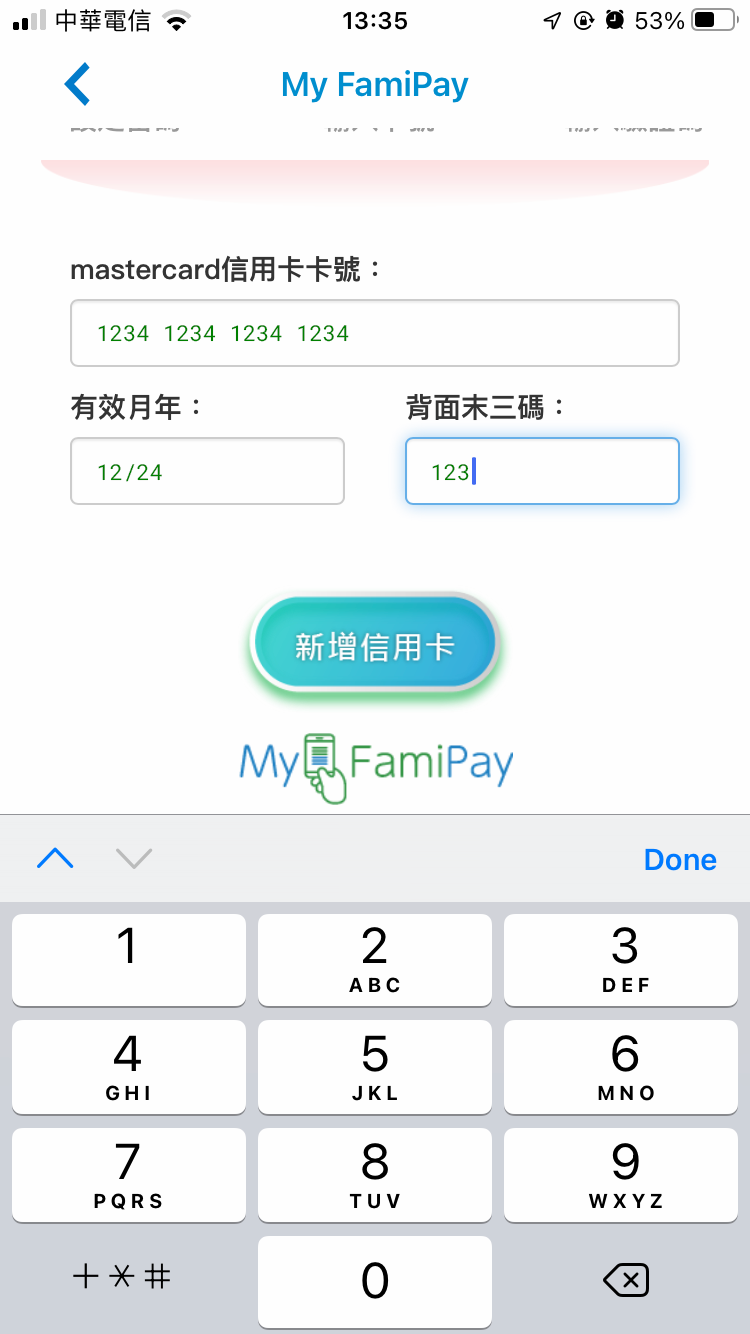 中華電信 13:35 53%
My FamiPay
mastercard信用卡卡號：
1234 1234 1234 1234
有效月年： 背面末三碼：
12/24 123
新增信用卡
My FamiPay
Done
1 2 3
ABC DEF
4 5 6
GHI JKL MNO
7 8 9
PQRS TUV WXYZ
+*# 0